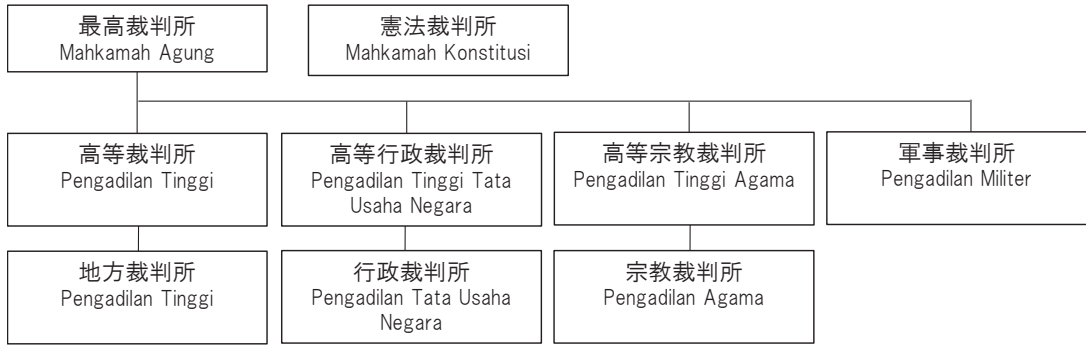 最高裁判所
Mahkamah Agung
憲法裁判所
Mahkamah Konstitusi
高等裁判所
Pengadilan Tinggi
高等行政裁判所
Pengadilan Tinggi Tata
Usaha Negara
高等宗教裁判所
Pengadilan Tinggi Agama
軍事裁判所
Pengadilan Militer
地方裁判所
Pengadilan Tinggi
行政裁判所
Pengadilan Tata Usaha
Negara
宗教裁判所
Pengadilan Agama